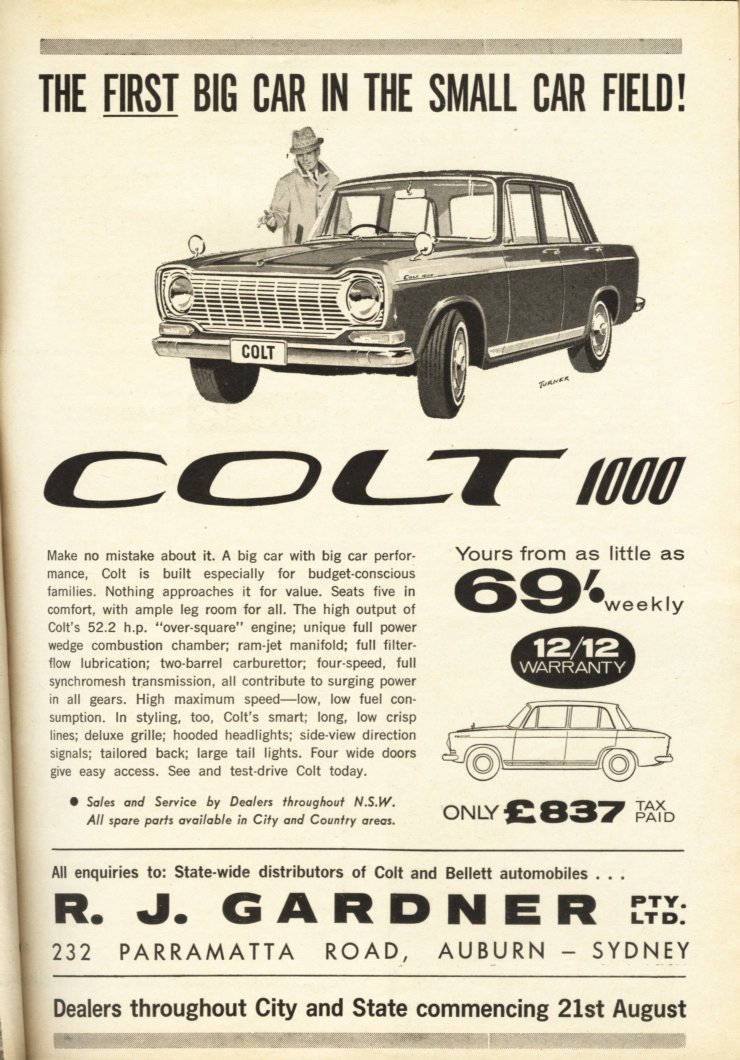 THE FIRST BIG CAR IN THE SMALL CAR FIELD!
COLT 1000
COLT
TURNER
COLT 1000
Make no mistake about it. A big car with big car perfor-
mance, Colt is built especially for budget-conscious
families. Nothing approaches it for value. Seats five in
comfort, with ample leg room for all. The high output of
Colt's 52.2 h.p. "over-square" engine; unique full power
wedge combustion chamber; ram-jet manifold; full filter-
flow lubrication; two-barrel carburettor; four-speed, full
synchromesh transmission, all contribute to surging power
in all gears. High maximum speed—low, low fuel con-
sumption. In styling, too, Colt's smart; long, low crisp
lines; deluxe grille; hooded headlights; side-view direction
signals; tailored back; large tail lights. Four wide doors
give easy access. See and test-drive Colt today.
● Sales and Service by Dealers throughout N.S.W.
All spare parts available in City and Country areas.
Yours from as little as
69/. weekly
12/12
WARRANTY
ONLY £837 TAX PAID
All enquiries to: State-wide distributors of Colt and Bellett automobiles . . .
R. J. GARDNER PTY. LTD.
232 PARRAMATTA ROAD, AUBURN – SYDNEY
Dealers throughout City and State commencing 21st August